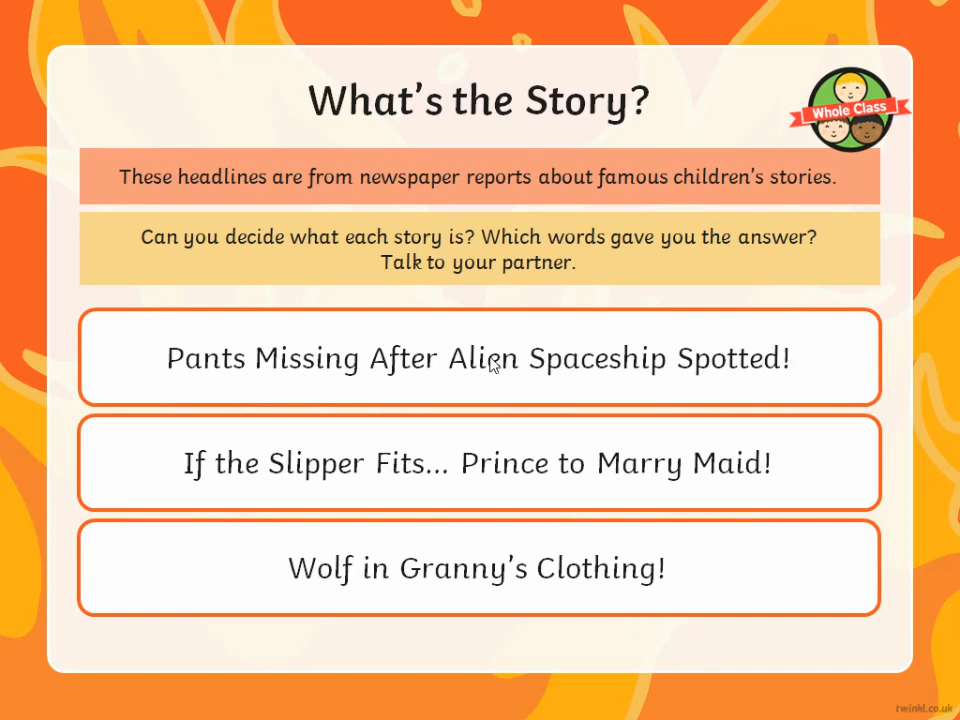 What's the Story?
Whole Class
These headlines are from newspaper reports about famous children's stories.
Can you decide what each story is? Which words gave you the answer?
Talk to your partner.
Pants Missing After Alien Spaceship Spotted!
If the Slipper Fits... Prince to Marry Maid!
Wolf in Granny's Clothing!
twinkl.co.uk